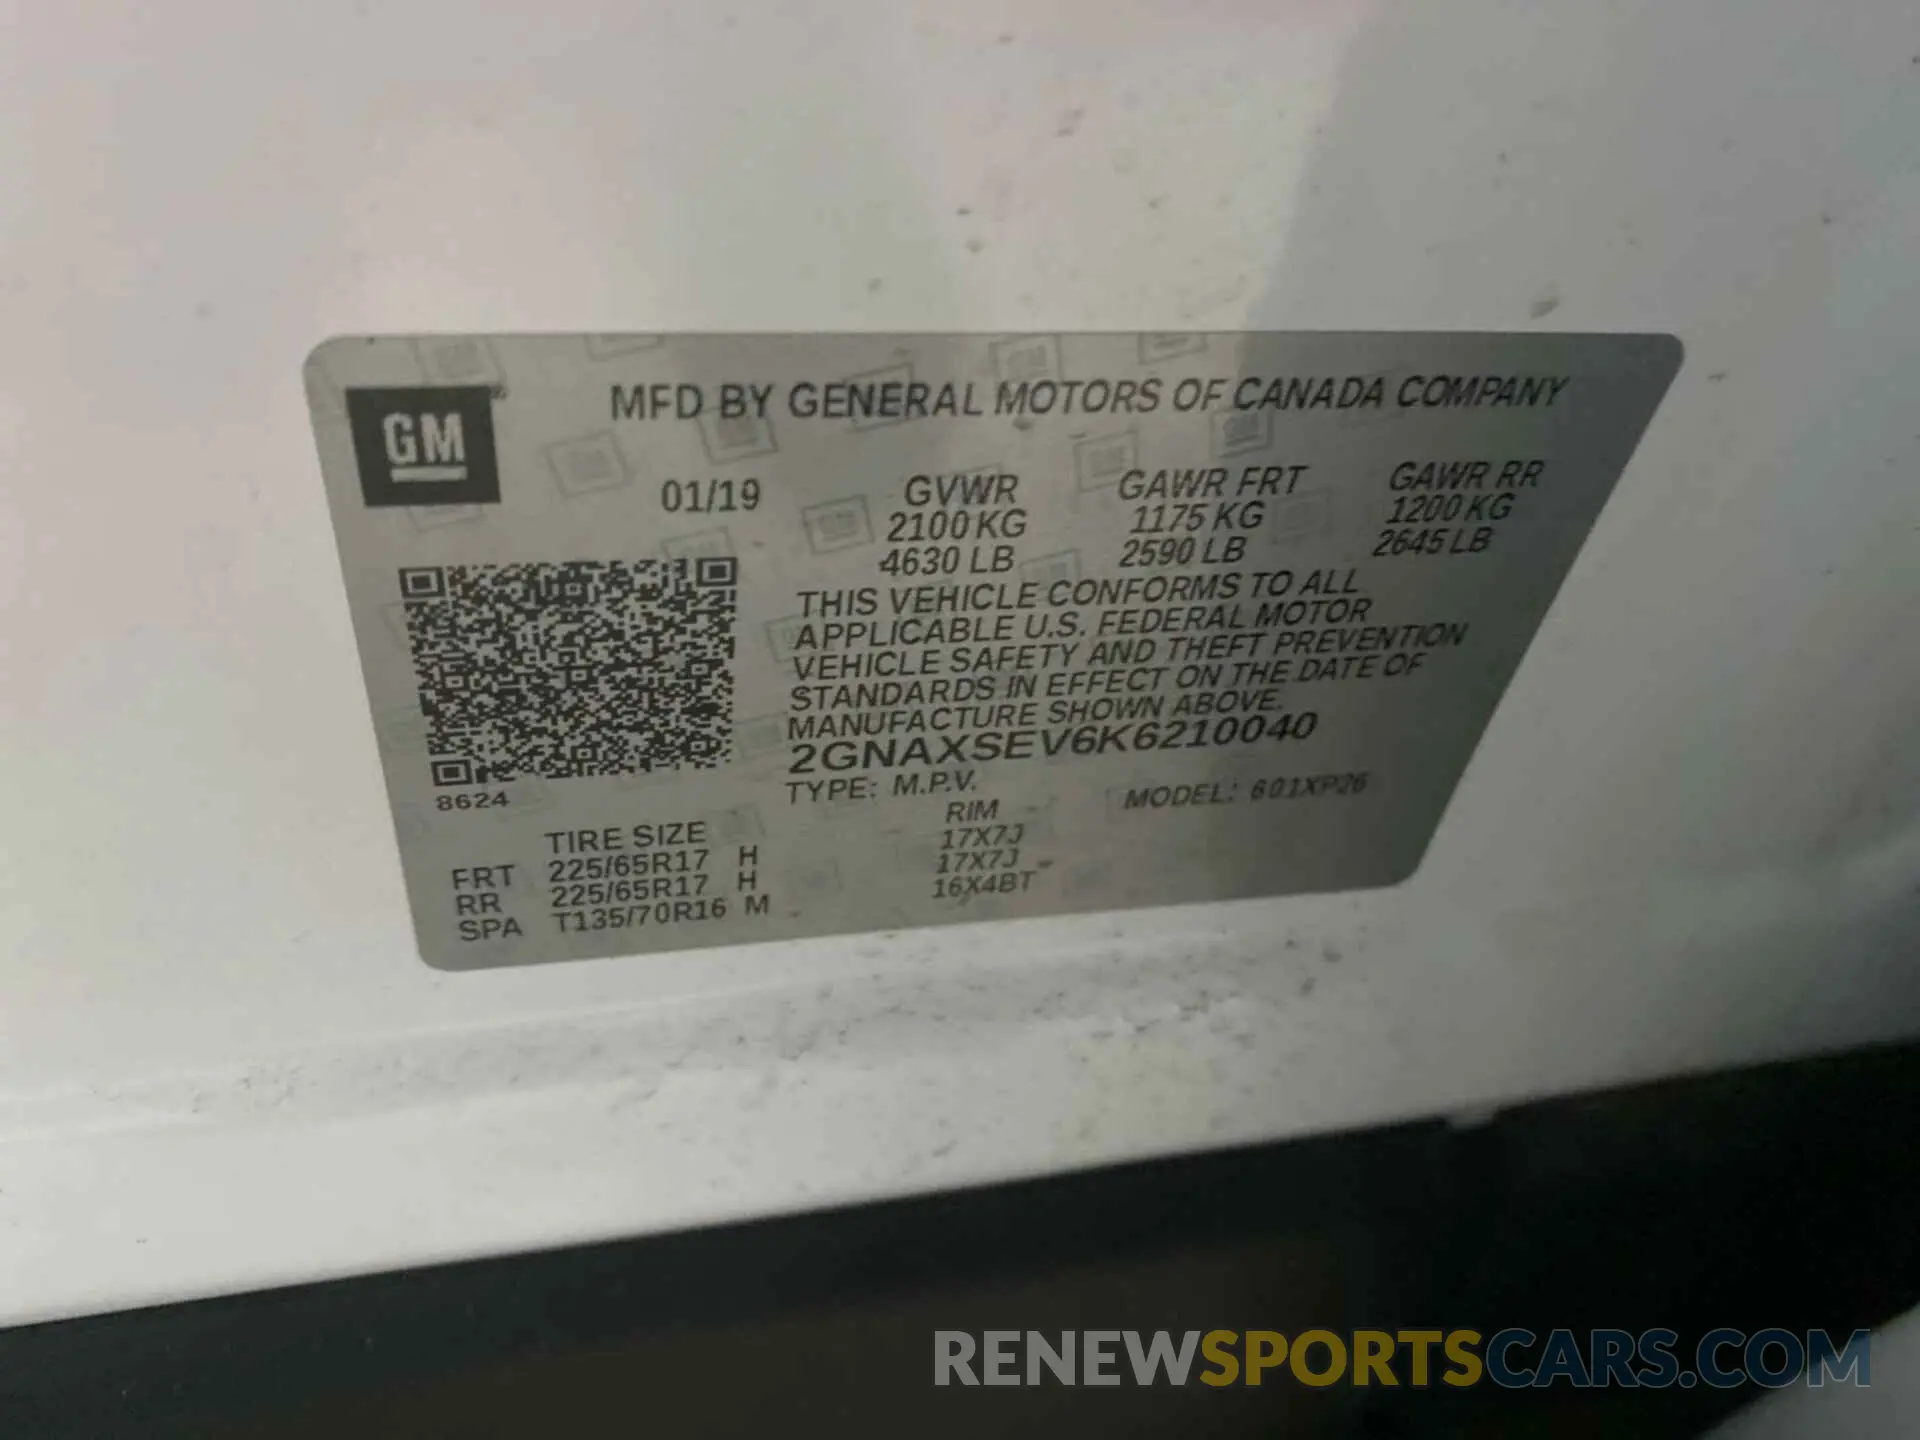 GM
MFD BY GENERAL MOTORS OF CANADA COMPANY
01/19 GVWR GAWR FRT GAWR RR
2100 KG 1175 KG 1200 KG
4630 LB 2590 LB 2645 LB
THIS VEHICLE CONFORMS TO ALL
APPLICABLE U.S. FEDERAL MOTOR
VEHICLE SAFETY AND THEFT PREVENTION
STANDARDS IN EFFECT ON THE DATE OF
MANUFACTURE SHOWN ABOVE.
2GNAXSEV6K6210040
8624
TYPE: M.P.V. MODEL: 601XP26
TIRE SIZE RIM
FRT 225/65R17 H 17X7J
RR 225/65R17 H 17X7J
SPA T135/70R16 M 16X4BT
RENEWSPORTSCARS.COM